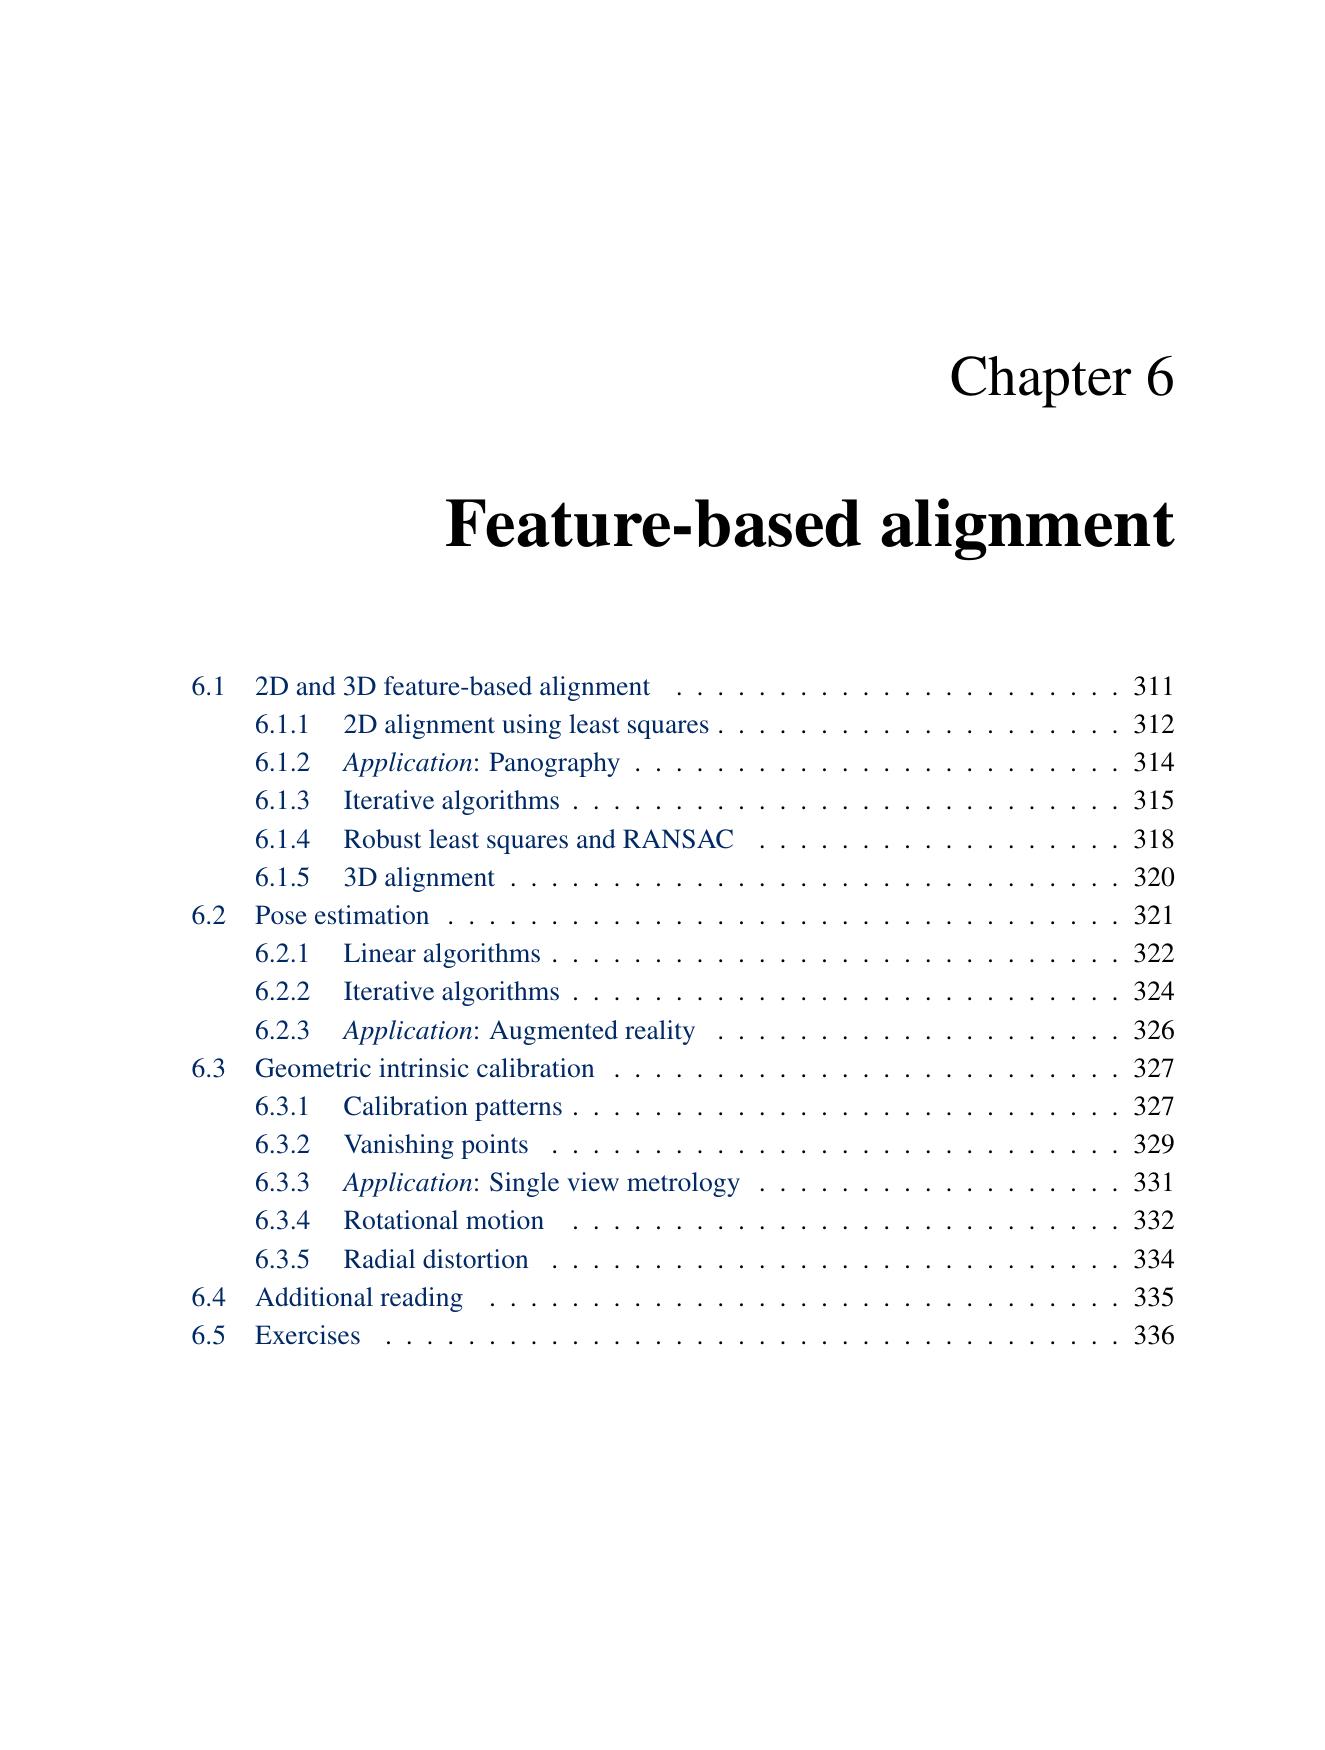 Chapter 6
Feature-based alignment
6.1 2D and 3D feature-based alignment . . . . . . . . . . . . . . . . . . . . . . 311
6.1.1 2D alignment using least squares . . . . . . . . . . . . . . . . . . . . 312
6.1.2 Application: Panography . . . . . . . . . . . . . . . . . . . . . . . . 314
6.1.3 Iterative algorithms . . . . . . . . . . . . . . . . . . . . . . . . . . . 315
6.1.4 Robust least squares and RANSAC . . . . . . . . . . . . . . . . . . 318
6.1.5 3D alignment . . . . . . . . . . . . . . . . . . . . . . . . . . . . . . 320
6.2 Pose estimation . . . . . . . . . . . . . . . . . . . . . . . . . . . . . . . . . 321
6.2.1 Linear algorithms . . . . . . . . . . . . . . . . . . . . . . . . . . . . 322
6.2.2 Iterative algorithms . . . . . . . . . . . . . . . . . . . . . . . . . . . 324
6.2.3 Application: Augmented reality . . . . . . . . . . . . . . . . . . . . 326
6.3 Geometric intrinsic calibration . . . . . . . . . . . . . . . . . . . . . . . . . 327
6.3.1 Calibration patterns . . . . . . . . . . . . . . . . . . . . . . . . . . . 327
6.3.2 Vanishing points . . . . . . . . . . . . . . . . . . . . . . . . . . . . 329
6.3.3 Application: Single view metrology . . . . . . . . . . . . . . . . . . 331
6.3.4 Rotational motion . . . . . . . . . . . . . . . . . . . . . . . . . . . 332
6.3.5 Radial distortion . . . . . . . . . . . . . . . . . . . . . . . . . . . . 334
6.4 Additional reading . . . . . . . . . . . . . . . . . . . . . . . . . . . . . . . 335
6.5 Exercises . . . . . . . . . . . . . . . . . . . . . . . . . . . . . . . . . . . . 336